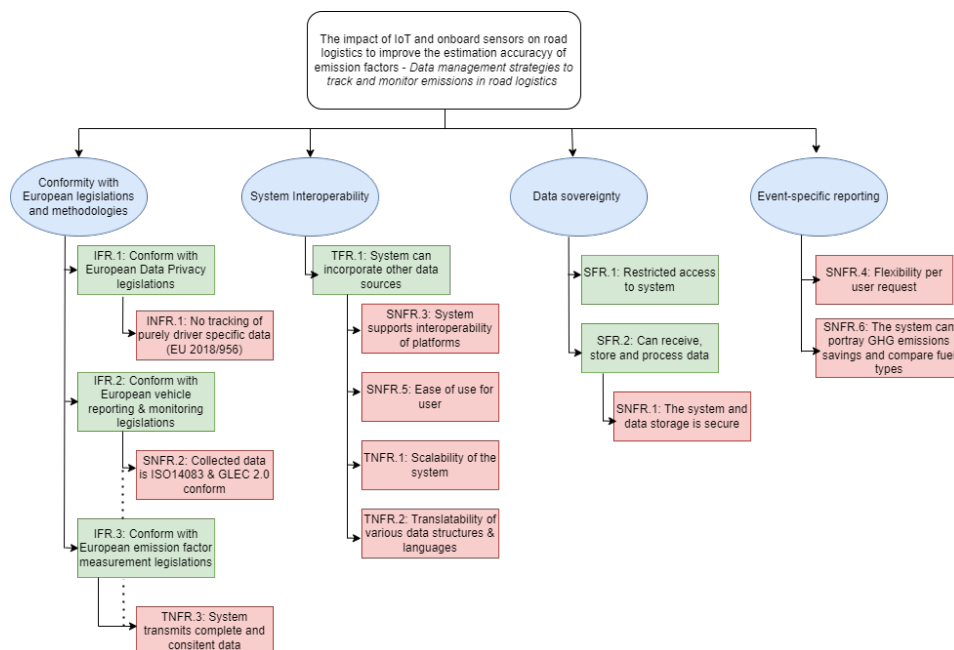 The impact of IoT and onboard sensors on road
logistics to improve the estimation accuracyy of
emission factors - Data management strategies to
track and monitor emissions in road logistics
Conformity with
European legislations
and methodologies
System Interoperability
Data sovereignty
Event-specific reporting
IFR.1: Conform with
European Data Privacy
legislations
INFR.1: No tracking of
purely driver specific data
(EU 2018/956)
IFR.2: Conform with
European vehicle
reporting & monitoring
legislations
SNFR.2: Collected data
is ISO14083 & GLEC 2.0
conform
IFR.3: Conform with
European emission factor
measurement legislations
TNFR.3: System
transmits complete and
consitent data
TFR.1: System can
incorporate other data
sources
SNFR.3: System
supports interoperability
of platforms
SNFR.5: Ease of use for
user
TNFR.1: Scalability of the
system
TNFR.2: Translatability of
various data structures &
languages
SFR.1: Restricted access
to system
SFR.2: Can receive,
store and process data
SNFR.1: The system and
data storage is secure
SNFR.4: Flexibility per
user request
SNFR.6: The system can
portray GHG emissions
savings and compare fuel
types